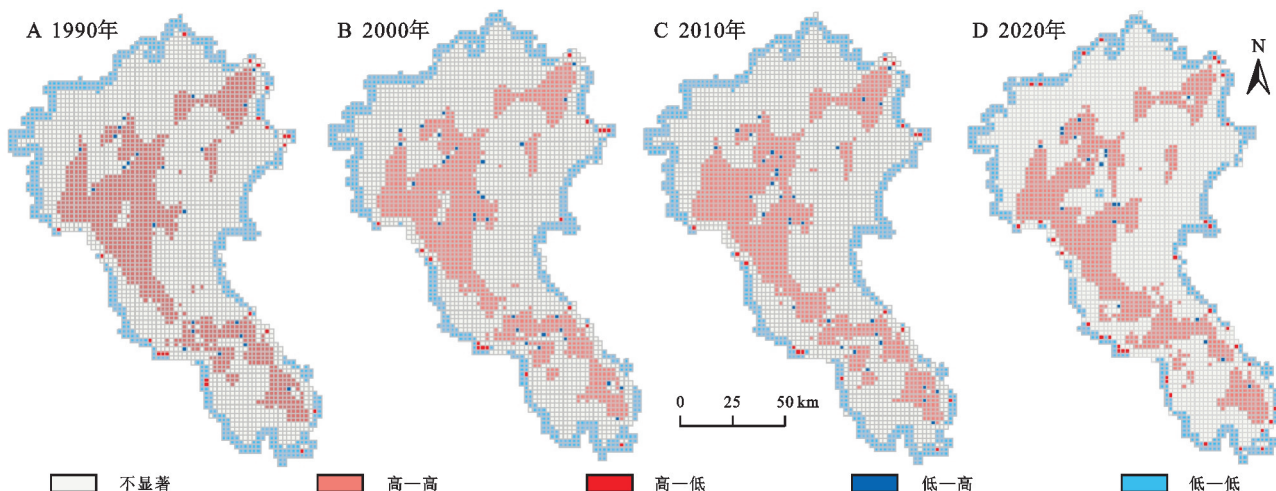 A 1990年
B 2000年
C 2010年
D 2020年
N
0 25 50 km
不显著
高—高
高—低
低—高
低—低